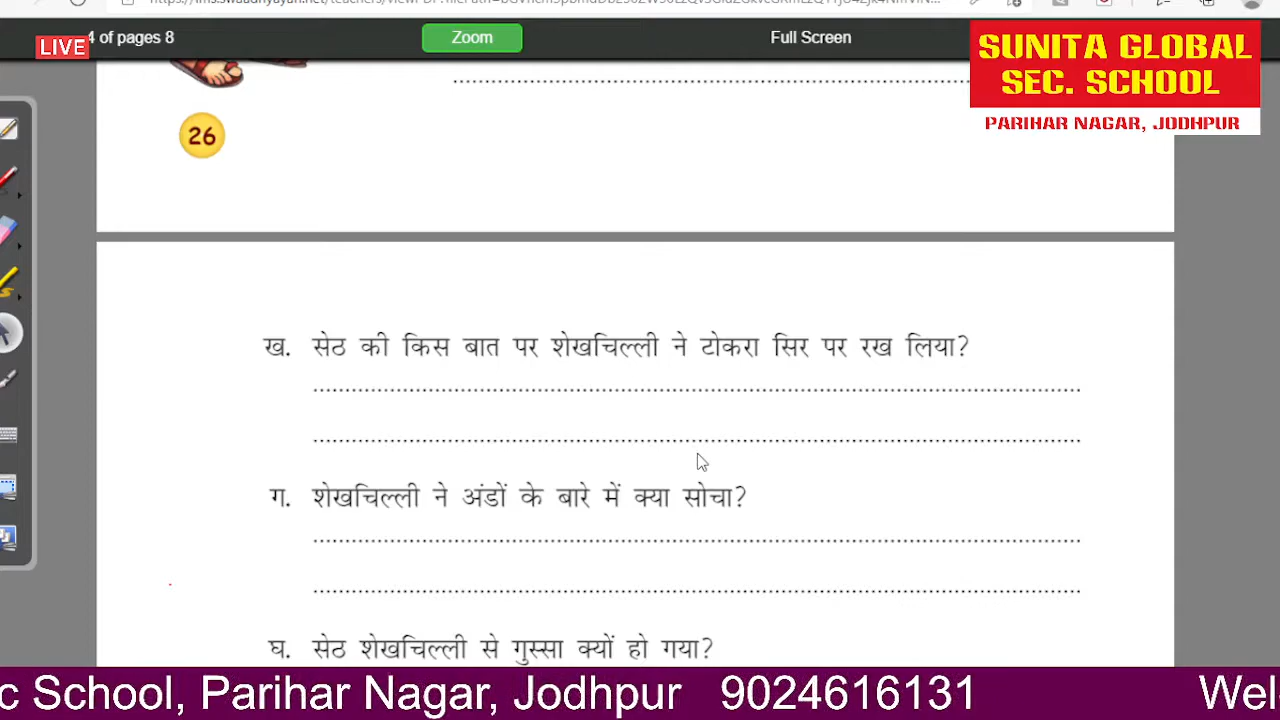 LIVE
4 of pages 8
Zoom
Full Screen
SUNITA GLOBAL
SEC. SCHOOL
PARIHAR NAGAR, JODHPUR
26
ख. सेठ की किस बात पर शेखचिल्ली ने टोकरा सिर पर रख लिया?
ग. शेखचिल्ली ने अंडों के बारे में क्या सोचा?
घ. सेठ शेखचिल्ली से गुस्सा क्यों हो गया?
c School, Parihar Nagar, Jodhpur 9024616131 Wel